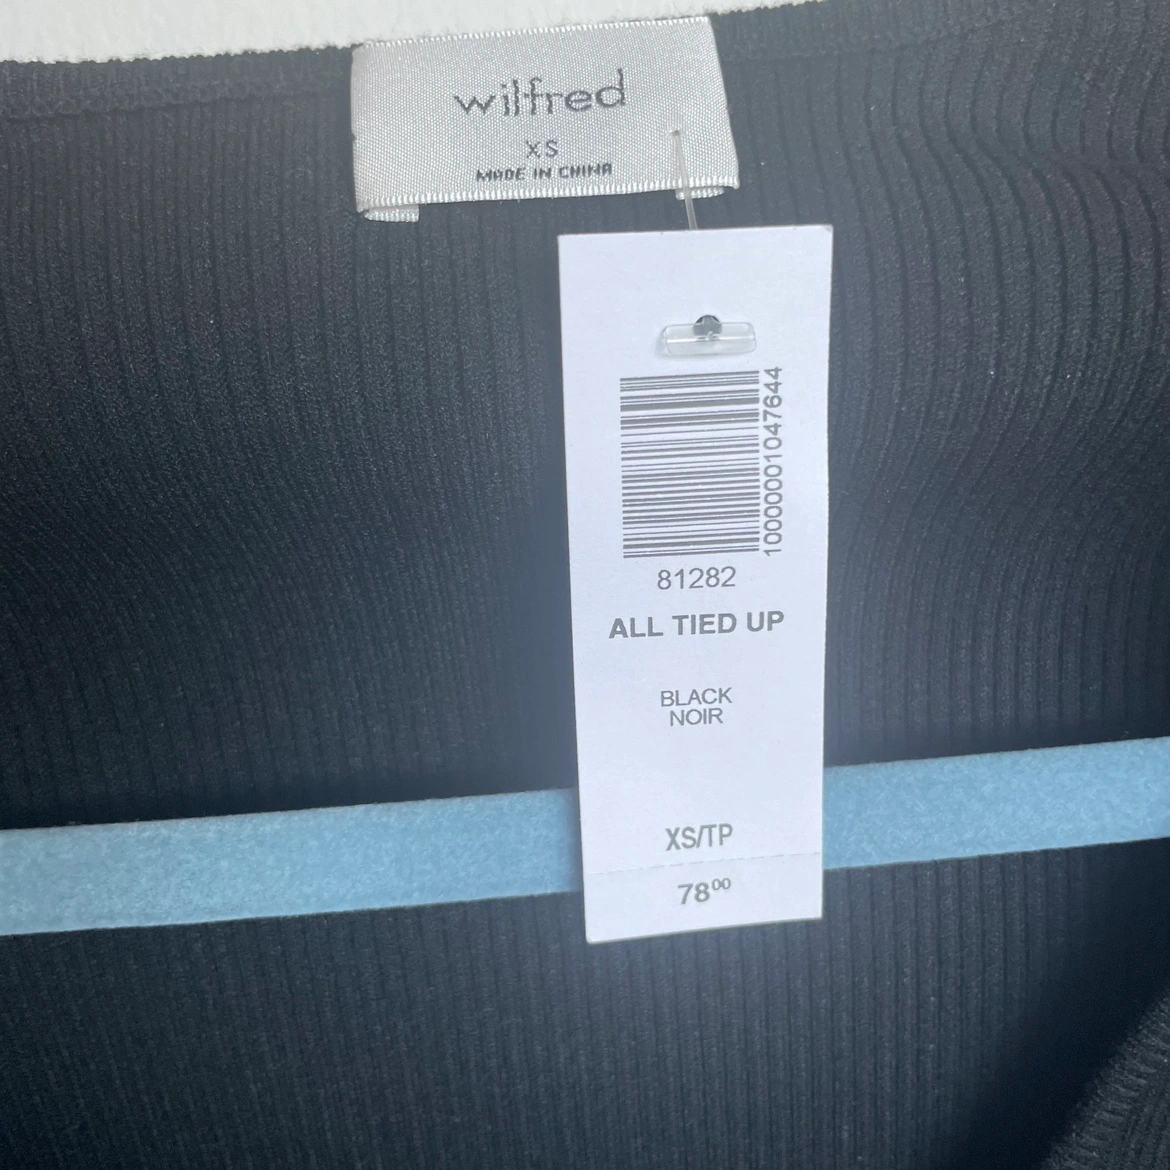 wilfred
XS
MADE IN CHINA
10000001047644
81282
ALL TIED UP
BLACK
NOIR
XS/TP
78⁰⁰